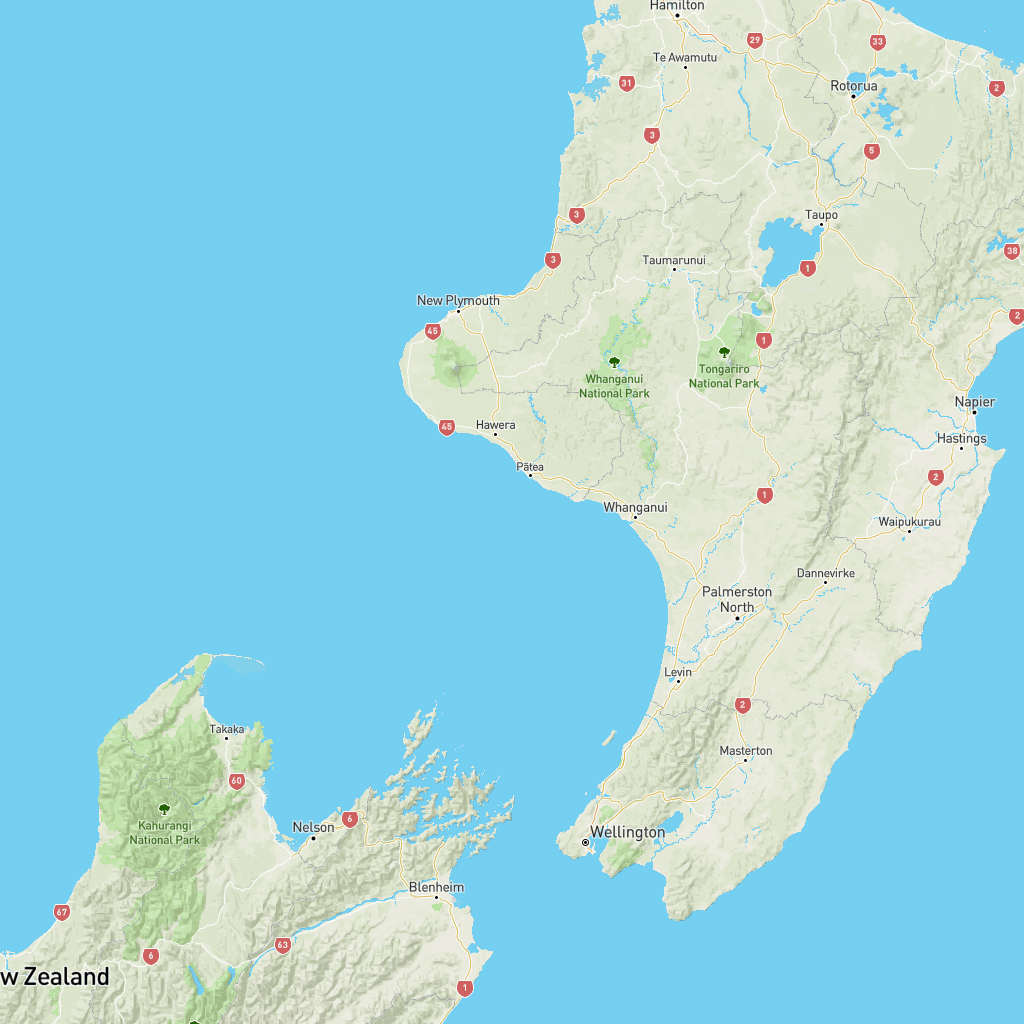 Hamilton
29
33
Te Awamutu
31
Rotorua
2
3
5
3
Taupo
38
3
Taumarunui
1
New Plymouth
2
45
1
Tongariro
National Park
Whanganui
National Park
Napier
45
Hawera
Hastings
Pātea
2
1
Whanganui
Waipukurau
Dannevirke
Palmerston
North
Levin
2
Takaka
Masterton
60
6
Kahurangi
National Park
Nelson
Wellington
Blenheim
67
63
6
w Zealand
1